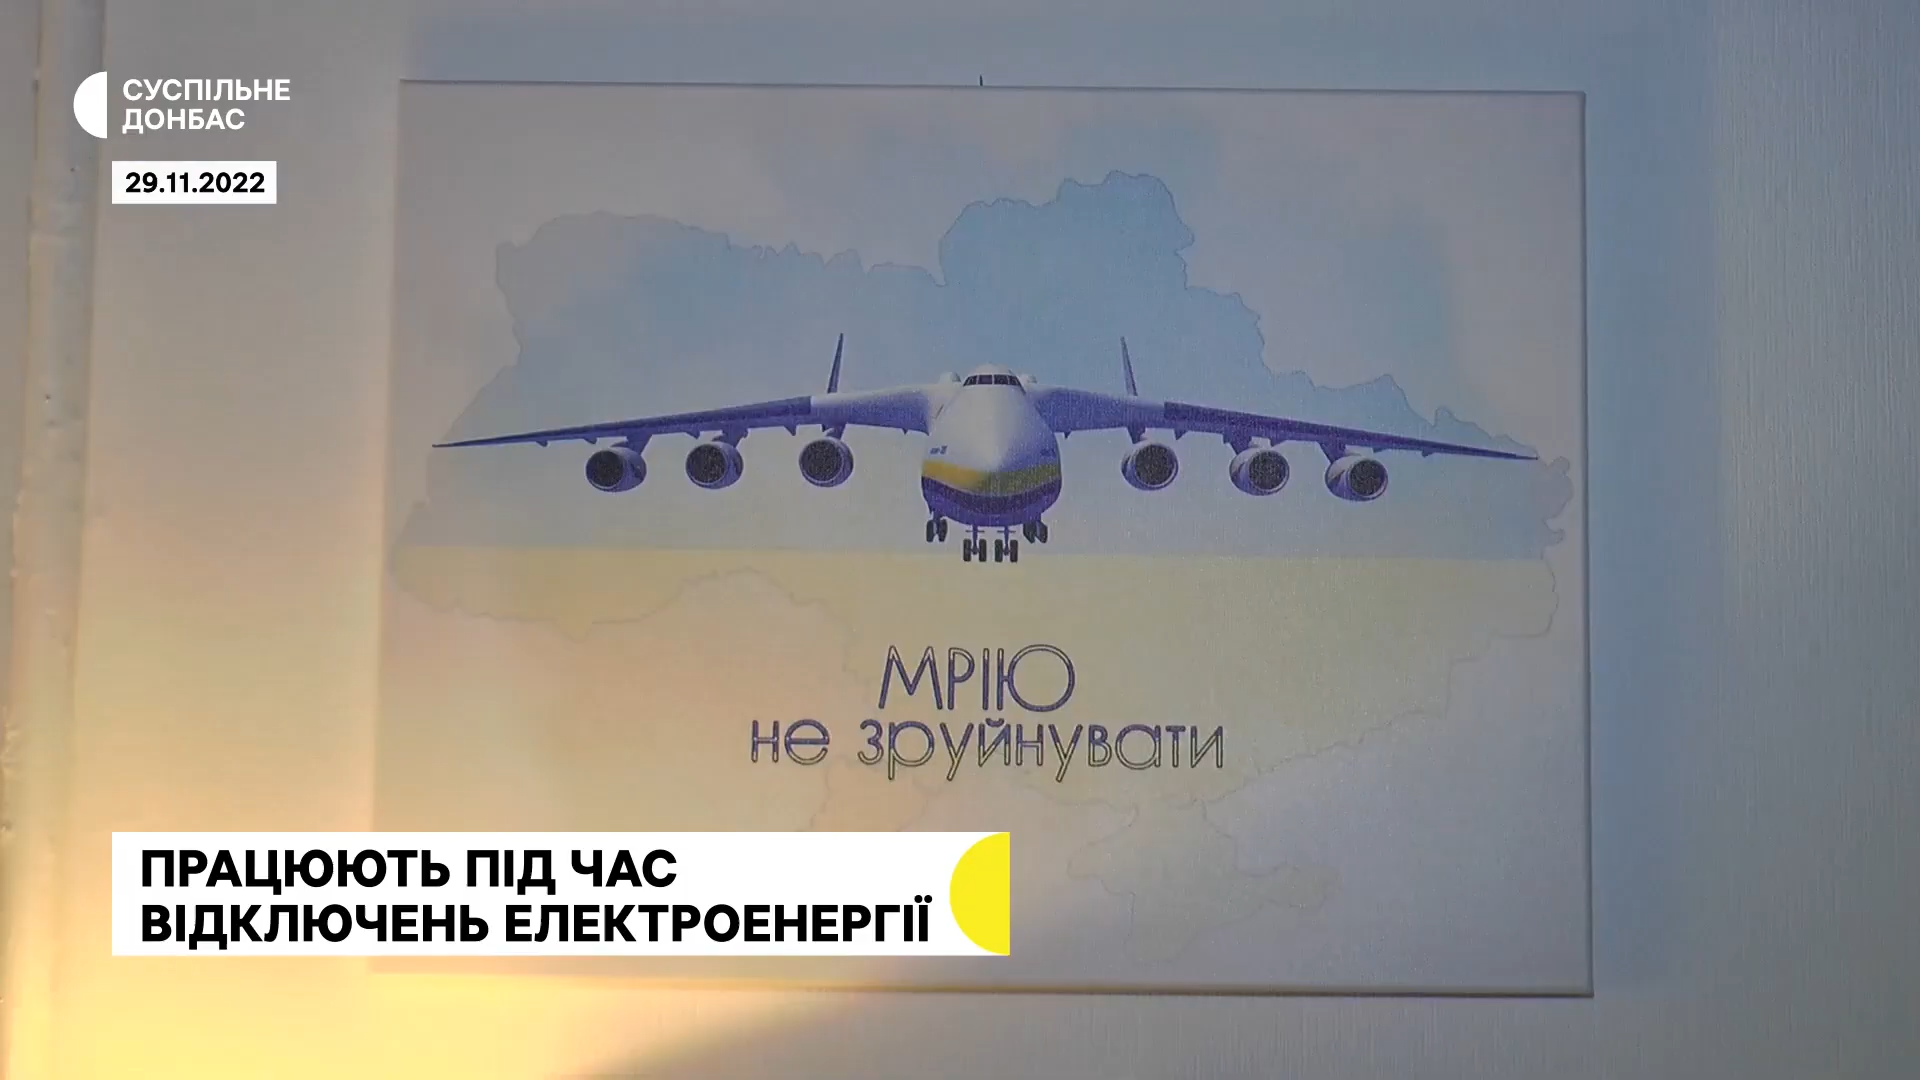 СУСПІЛЬНЕ
ДОНБАС
29.11.2022
МРІЮ
не зруйнувати
ПРАЦЮЮТЬ ПІД ЧАС
ВІДКЛЮЧЕНЬ ЕЛЕКТРОЕНЕРГІЇ